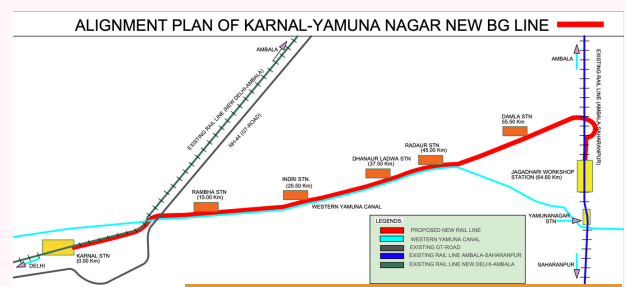 ALIGNMENT PLAN OF KARNAL-YAMUNA NAGAR NEW BG LINE
AMBALA
AMBALA
EXISTING RAIL LINE (NEW DELHI-AMBALA)
NH-44 (GT-ROAD)
EXISTING RAIL LINE (AMBALA-SAHARANPUR)
DAMLA STN
55.50 Km)
RADAUR STN
(45.00 Km)
DHANAUR LADWA STN
(37.50 Km)
JAGADHARI WORKSHOP
STATION (64.60 KM)
INDRI STN.
(25.50 Km)
RAMBHA STN
(10.00 Km)
WESTERN YAMUNA CANAL
YAMUNANAGAR
STN
KARNAL STN
(0.00 Km)
DELHI
SAHARANPUR
LEGENDS:
PROPOSED NEW RAIL LINE
WESTERN YAMUNA CANAL
EXISTING GT-ROAD
EXISTING RAIL LINE AMBALA-SAHARANPUR
EXISTING RAIL LINE NEW DELHI-AMBALA